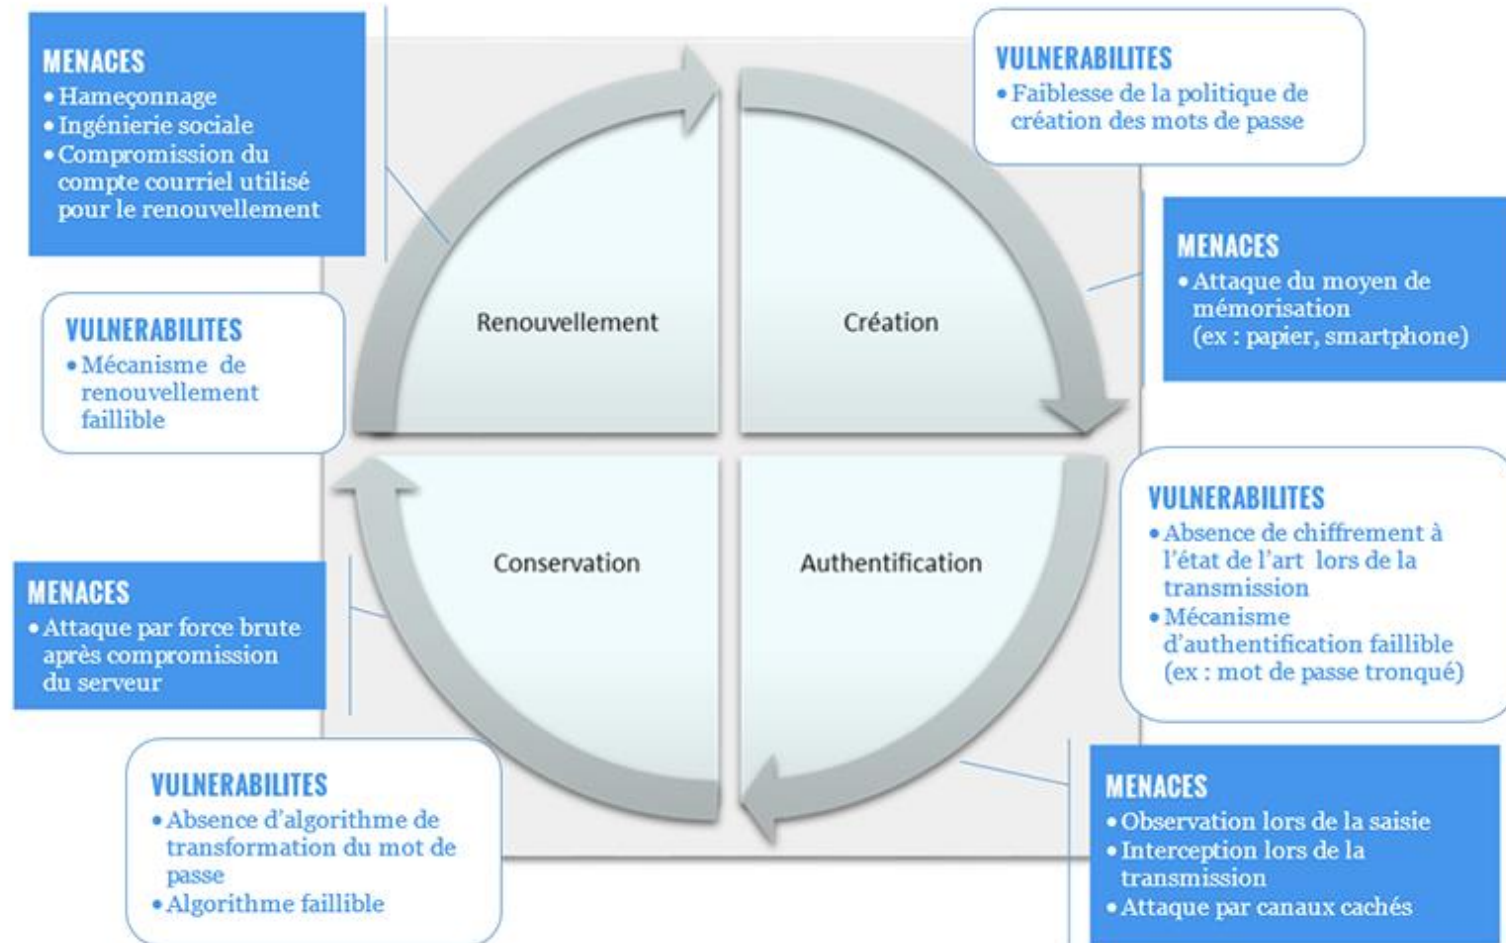 MENACES
• Hameçonnage
• Ingénierie sociale
• Compromission du
compte courriel utilisé
pour le renouvellement
VULNERABILITES
• Faiblesse de la politique de
création des mots de passe
MENACES
• Attaque du moyen de
mémorisation
(ex : papier, smartphone)
VULNERABILITES
• Mécanisme de
renouvellement
faillible
Renouvellement
Création
Conservation
Authentification
VULNERABILITES
• Absence de chiffrement à
l’état de l’art lors de la
transmission
• Mécanisme
d’authentification faillible
(ex : mot de passe tronqué)
MENACES
• Attaque par force brute
après compromission
du serveur
VULNERABILITES
• Absence d’algorithme de
transformation du mot de
passe
• Algorithme faillible
MENACES
• Observation lors de la saisie
• Interception lors de la
transmission
• Attaque par canaux cachés